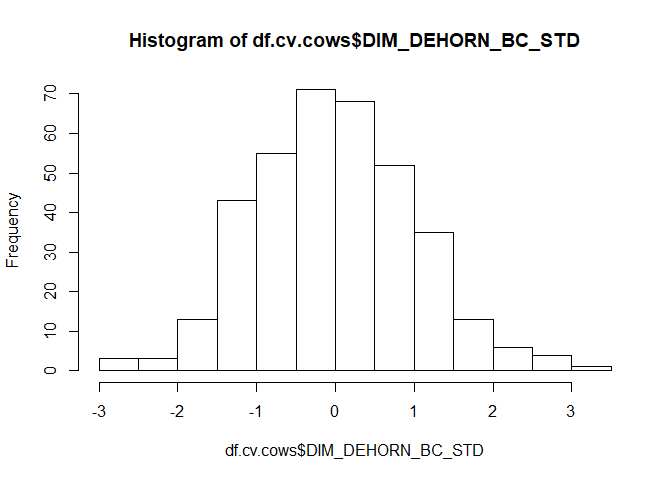 Histogram of df.cv.cows$DIM_DEHORN_BC_STD
Frequency
70
60
50
40
30
20
10
0
-3 -2 -1 0 1 2 3
df.cv.cows$DIM_DEHORN_BC_STD